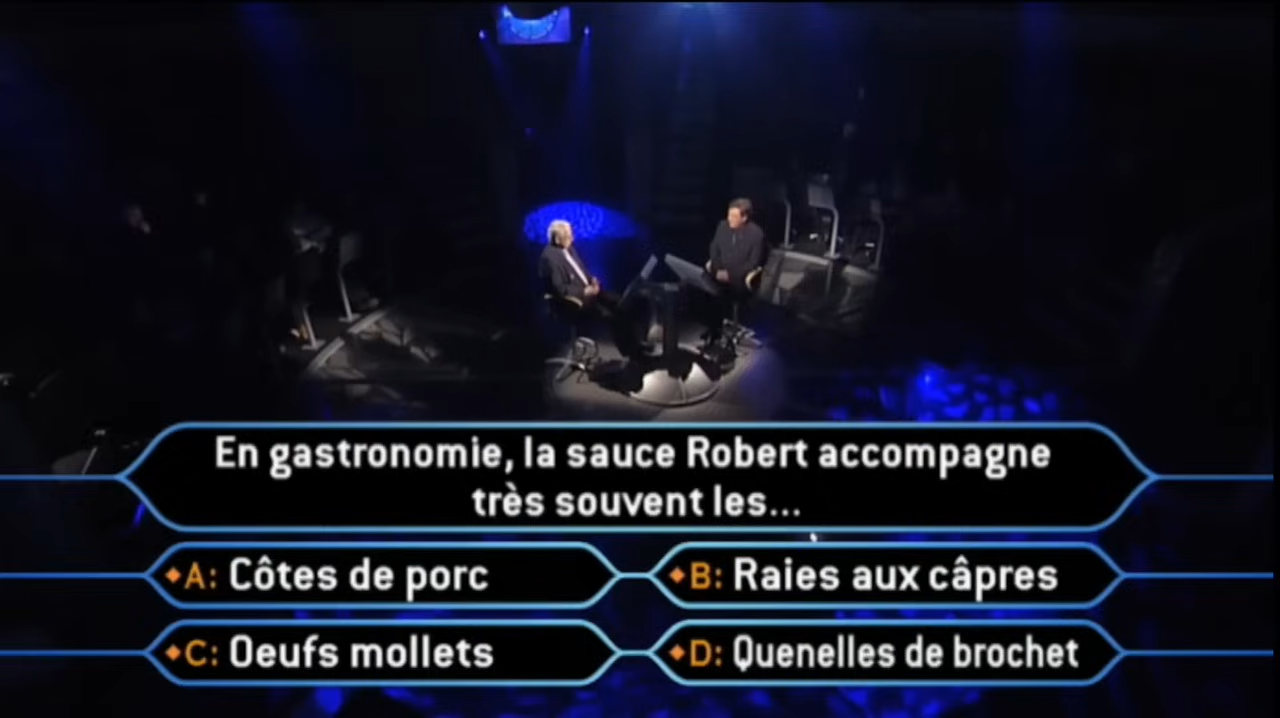 En gastronomie, la sauce Robert accompagne
très souvent les...
A: Côtes de porc
B: Raies aux câpres
C: Oeufs mollets
D: Quenelles de brochet